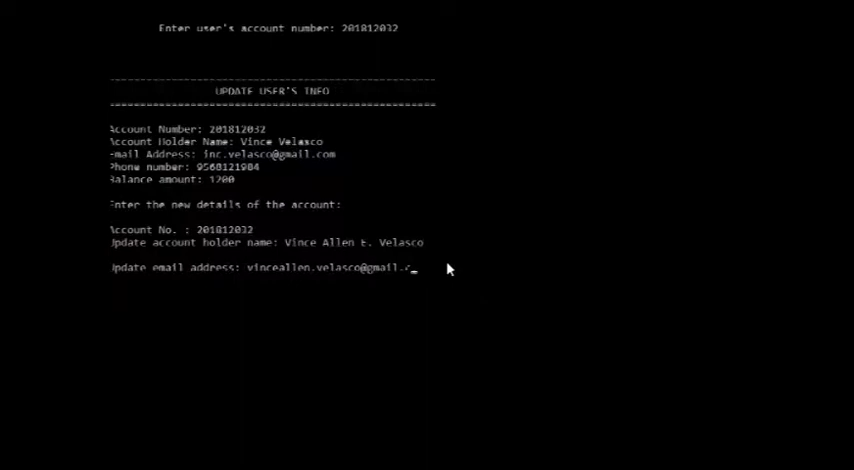 Enter user's account number: 201812032
--------------------------------------------------------
UPDATE USER'S INFO
========================================================
Account Number: 201812032
Account Holder Name: Vince Velasco
Email Address: inc.velasco@gmail.com
Phone number: 9568121984
Balance amount: 1200
Enter the new details of the account:
Account No. : 201812032
Update account holder name: Vince Allen E. Velasco
Update email address: vinceallen.velasco@gmail.c_